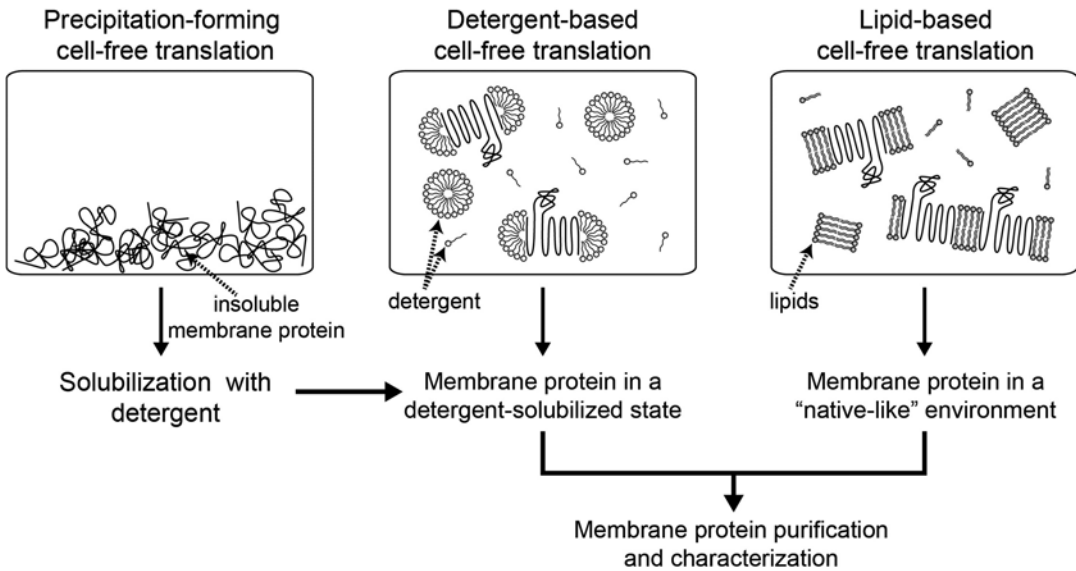 Precipitation-forming
cell-free translation
Detergent-based
cell-free translation
Lipid-based
cell-free translation
insoluble
membrane protein
detergent
lipids
Solubilization with
detergent
Membrane protein in a
detergent-solubilized state
Membrane protein in a
“native-like” environment
Membrane protein purification
and characterization